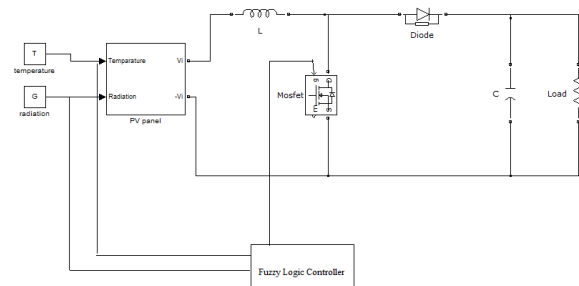 T
temperature
G
radiation
Temparature
Radiation
Vi
-Vi
PV panel
L
Diode
Mosfet
g
D
m
S
C
Load
Fuzzy Logic Controller